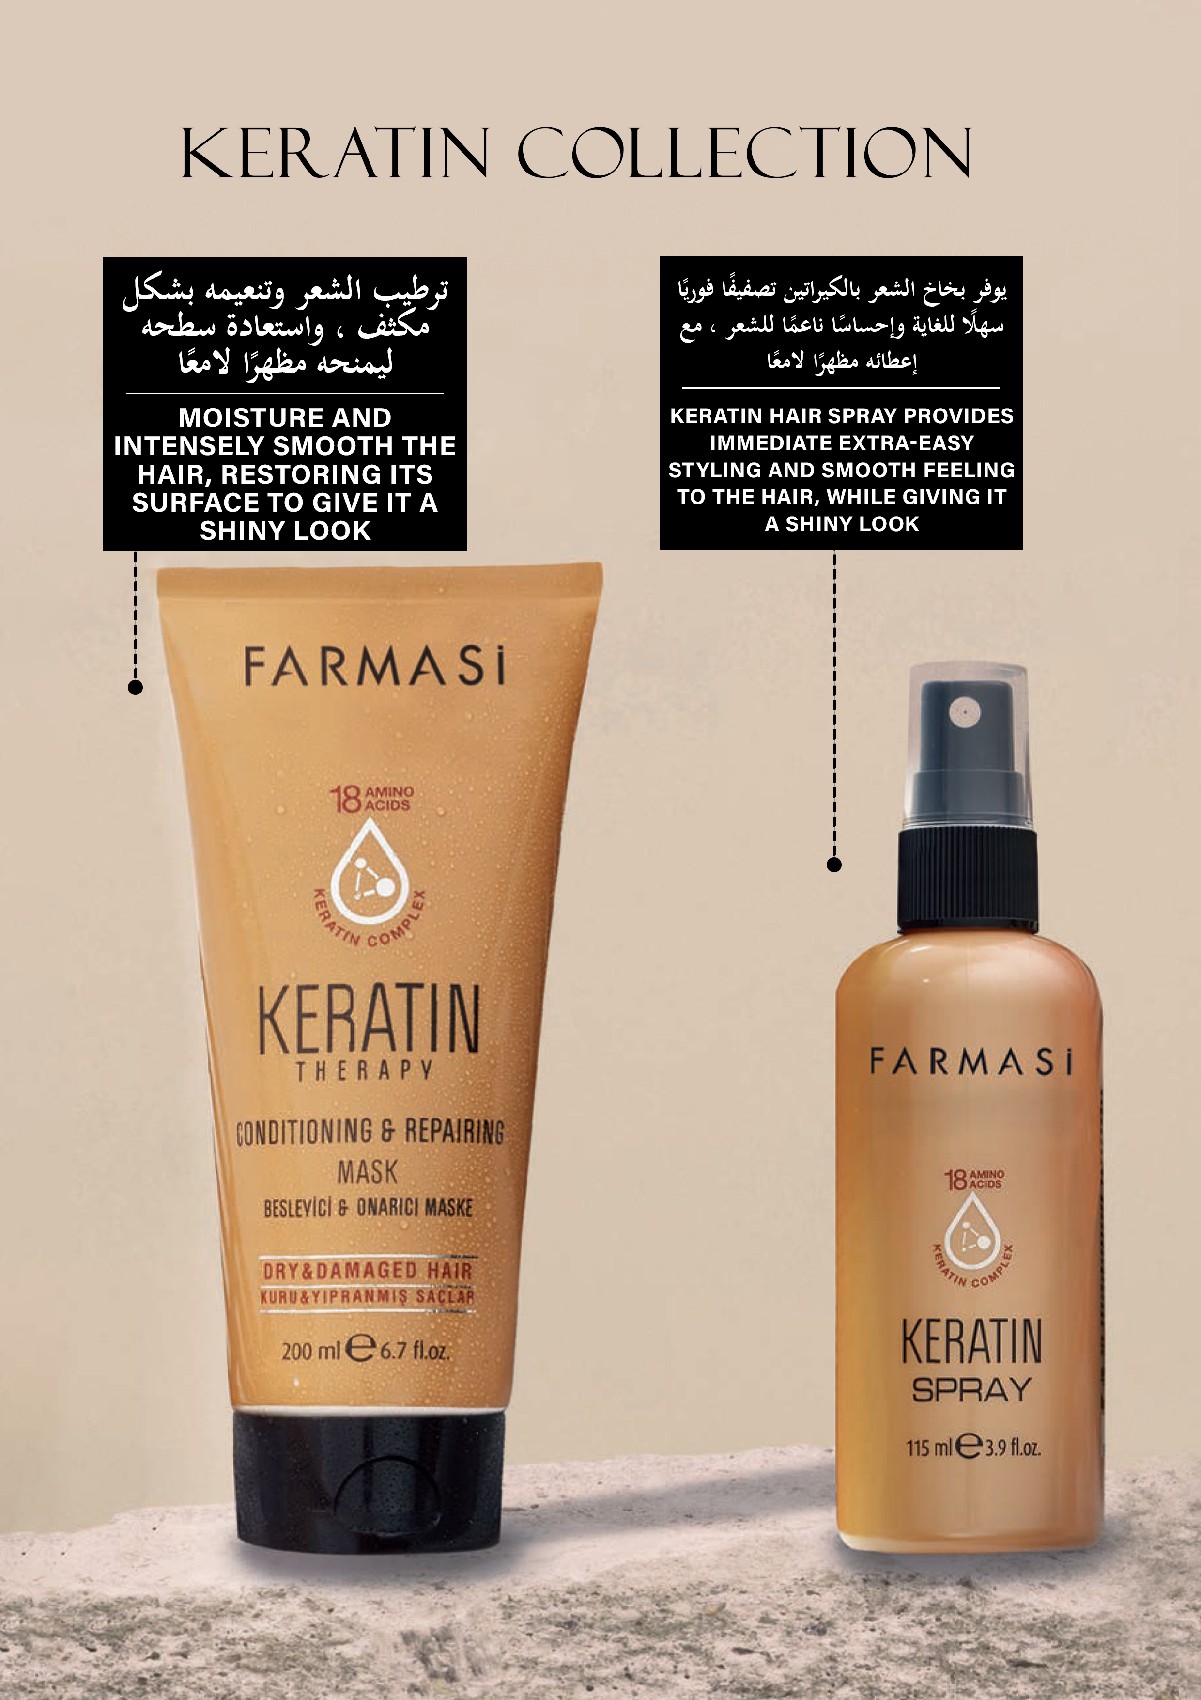 KERATIN COLLECTION
ترطيب الشعر وتنعيمه بشكل
مكثف ، واستعادة سطحه
ليمنحه مظهرًا لامعًا
MOISTURE AND
INTENSELY SMOOTH THE
HAIR, RESTORING ITS
SURFACE TO GIVE IT A
SHINY LOOK
يوفر بخاخ الشعر بالكيراتين تصفيفًا فوريًا
سهلًا للغاية وإحساسًا ناعمًا للشعر ، مع
إعطائه مظهرًا لامعًا
KERATIN HAIR SPRAY PROVIDES
IMMEDIATE EXTRA-EASY
STYLING AND SMOOTH FEELING
TO THE HAIR, WHILE GIVING IT
A SHINY LOOK
FARMASi
18 AMINO
ACIDS
KERATIN COMPLEX
KERATIN
THERAPY
CONDITIONING & REPAIRING
MASK
BESLEYİCİ & ONARICI MASKE
DRY&DAMAGED HAIR
KURU&YIPRANMIŞ SAÇLAR
200 ml e 6.7 fl.oz.
FARMASi
18 AMINO
ACIDS
KERATIN COMPLEX
KERATIN
SPRAY
115 ml e 3.9 fl.oz.